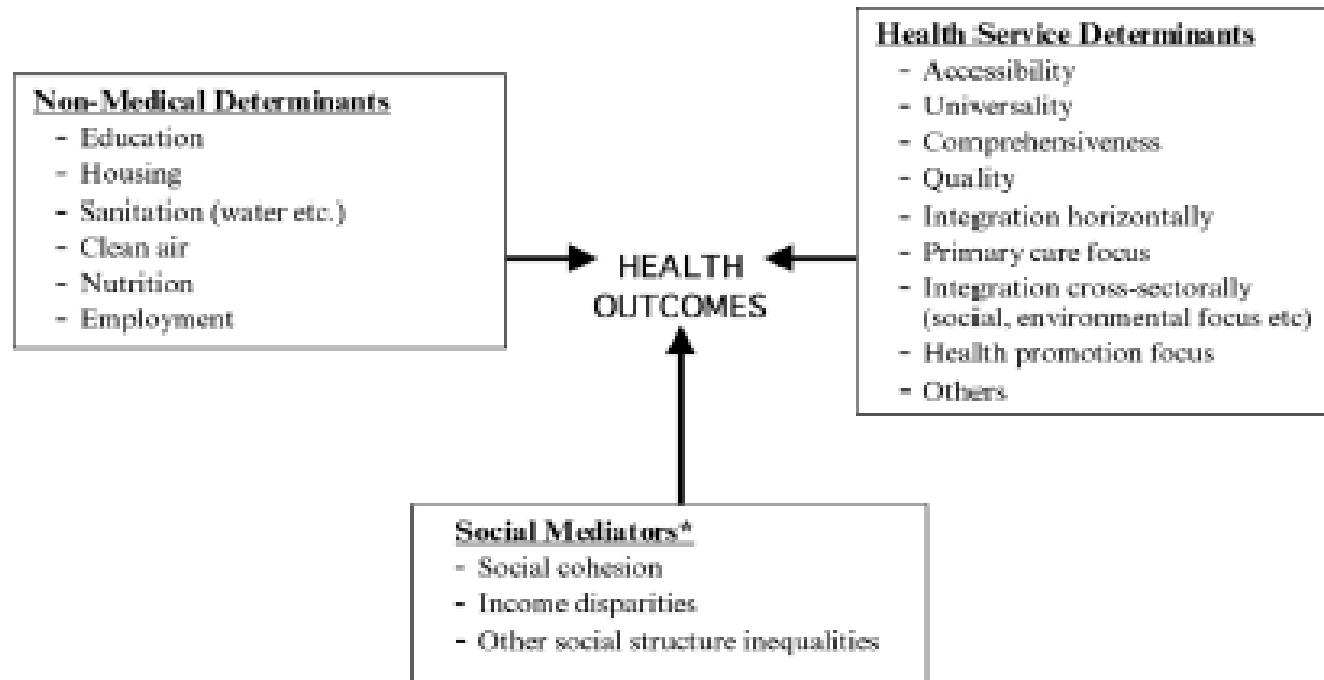 Non-Medical Determinants
- Education
- Housing
- Sanitation (water etc.)
- Clean air
- Nutrition
- Employment
Health Service Determinants
- Accessibility
- Universality
- Comprehensiveness
- Quality
- Integration horizontally
- Primary care focus
- Integration cross-sectorally
(social, environmental focus etc)
- Health promotion focus
- Others
HEALTH
OUTCOMES
Social Mediators*
- Social cohesion
- Income disparities
- Other social structure inequalities